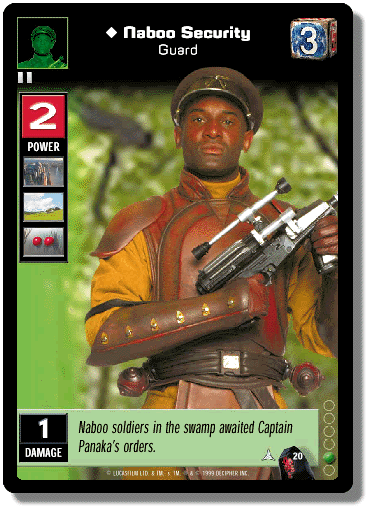 Naboo Security
Guard
3
2
POWER
1
DAMAGE
Naboo soldiers in the swamp awaited Captain
Panaka's orders.
20
© LUCASFILM LTD. & © 1999 DECIPHER INC.